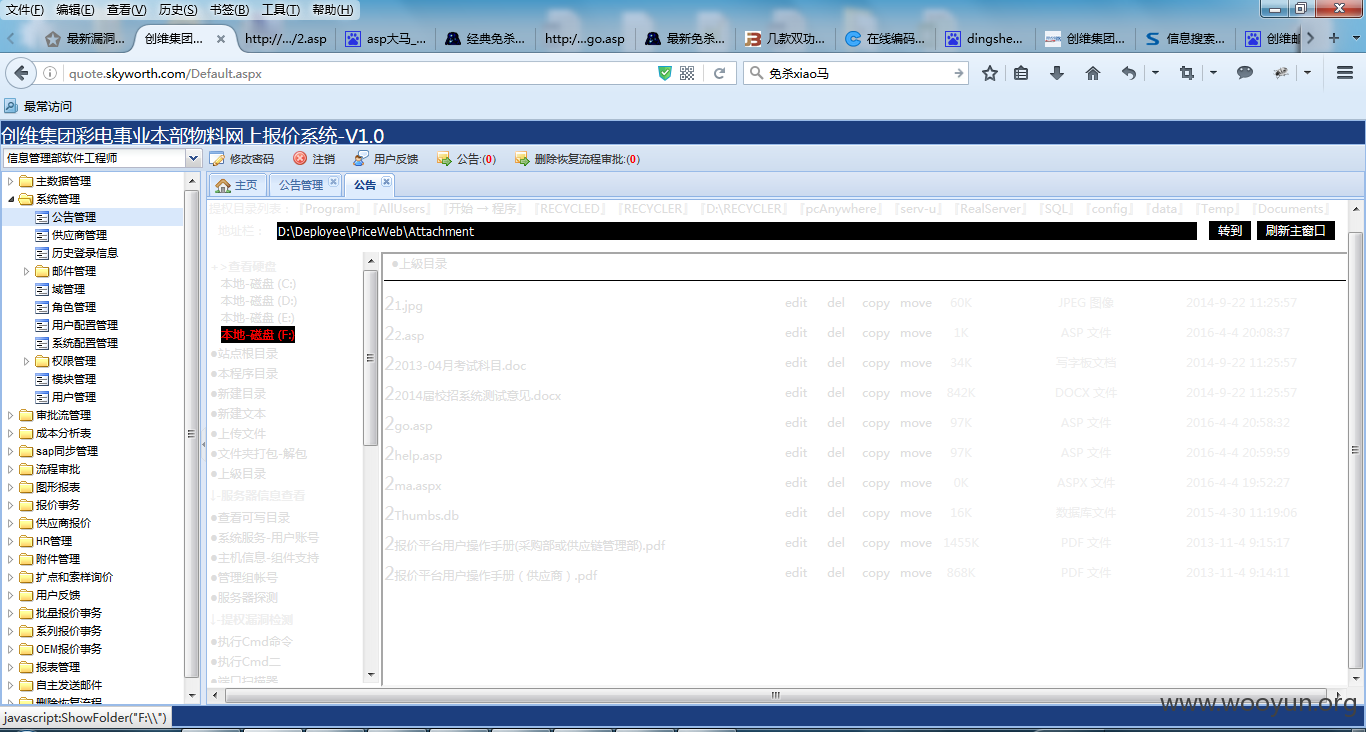 文件(F) 编辑(E) 查看(V) 历史(S) 书签(B) 工具(T) 帮助(H)
最新漏洞... 创维集团... http://.../2.asp asp大马_... 经典免杀... http:/...go.asp 最新免杀... 几款双功... 在线编码... dingshe... 创维集团... 信息搜索... 创维邮
quote.skyworth.com/Default.aspx 免杀xiao马
最常访问
创维集团彩电事业本部物料网上报价系统-V1.0
信息管理部软件工程师 修改密码 注销 用户反馈 公告:(0) 删除恢复流程审批:(0)
主页 公告管理 公告
主数据管理
系统管理
公告管理
供应商管理
历史登录信息
邮件管理
域管理
角色管理
用户配置管理
系统配置管理
权限管理
模块管理
用户管理
审批流管理
成本分析表
sap同步管理
流程审批
图形报表
报价事务
供应商报价
HR管理
附件管理
扩点和索样询价
用户反馈
批量报价事务
系列报价事务
OEM报价事务
报表管理
自主发送邮件
删除恢复流程
授权目录列表： 『Program』 『AllUsers』 『开始→程序』 『RECYCLED』 『RECYCLER』 『D:\RECYCLER』 『pcAnywhere』 『serv-u』 『RealServer』 『SQL』 『config』 『data』 『Temp』 『Documents』
地址栏： D:\Deployee\PriceWeb\Attachment 转到 刷新主窗口
+>查看硬盘
本地-磁盘 (C:)
本地-磁盘 (D:)
本地-磁盘 (E:)
本地-磁盘 (F:)
●站点根目录
●本程序目录
●新建目录
●新建文本
●上传文件
●文件夹打包-解包
●上級目录
↓-服务器信息查看
●查看可写目录
●系统服务-用户账号
●主机信息-组件支持
●管理组帐号
●服务器探测
↓-提权漏洞检测
●执行Cmd命令
●执行Cmd二
●端口扫描器
●上級目录
21.jpg edit del copy move 60K JPEG 图像 2014-9-22 11:25:57
22.asp edit del copy move 1K ASP 文件 2016-4-4 20:08:37
22013-04月考试科目.doc edit del copy move 34K 写字板文档 2014-9-22 11:25:57
22014届校招系统测试意见.docx edit del copy move 842K DOCX 文件 2014-9-22 11:25:57
2go.asp edit del copy move 97K ASP 文件 2016-4-4 20:58:32
2help.asp edit del copy move 97K ASP 文件 2016-4-4 20:59:59
2ma.aspx edit del copy move 0K ASPX 文件 2016-4-4 19:52:27
2Thumbs.db edit del copy move 16K 数据库文件 2015-4-30 11:19:06
2报价平台用户操作手册(采购部或供应链管理部).pdf edit del copy move 1455K PDF 文件 2013-11-4 9:15:17
2报价平台用户操作手册（供应商）.pdf edit del copy move 868K PDF 文件 2013-11-4 9:14:11
www.wooyun.org
javascript:ShowFolder("F:\\")